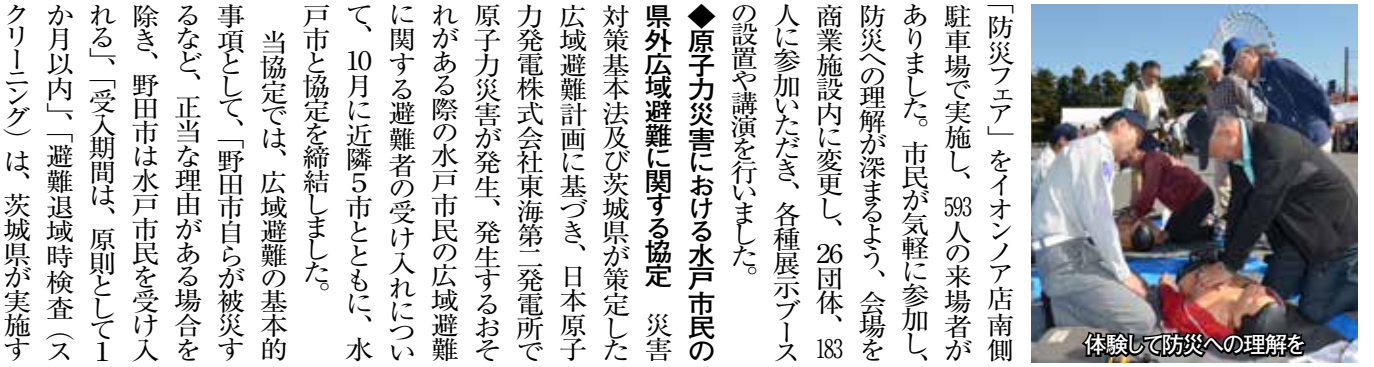 「防災フェア」をイオンノア店南側
駐車場で実施し、593人の来場者が
ありました。市民が気軽に参加し、
防災への理解が深まるよう、会場を
商業施設内に変更し、26団体、183
人に参加いただき、各種展示ブース
の設置や講演を行いました。
◆原子力災害における水戸市民の
県外広域避難に関する協定　災害
対策基本法及び茨城県が策定した
広域避難計画に基づき、日本原子
力発電株式会社東海第二発電所で
原子力災害が発生、発生するおそ
れがある際の水戸市民の広域避難
に関する避難者の受け入れについ
て、10月に近隣5市とともに、水
戸市と協定を締結しました。
　当協定では、広域避難の基本的
事項として、「野田市自らが被災す
るなど、正当な理由がある場合を
除き、野田市は水戸市民を受け入
れる」、「受入期間は、原則として1
か月以内」、「避難退域時検査（ス
クリーニング）は、茨城県が実施す
体験して防災への理解を